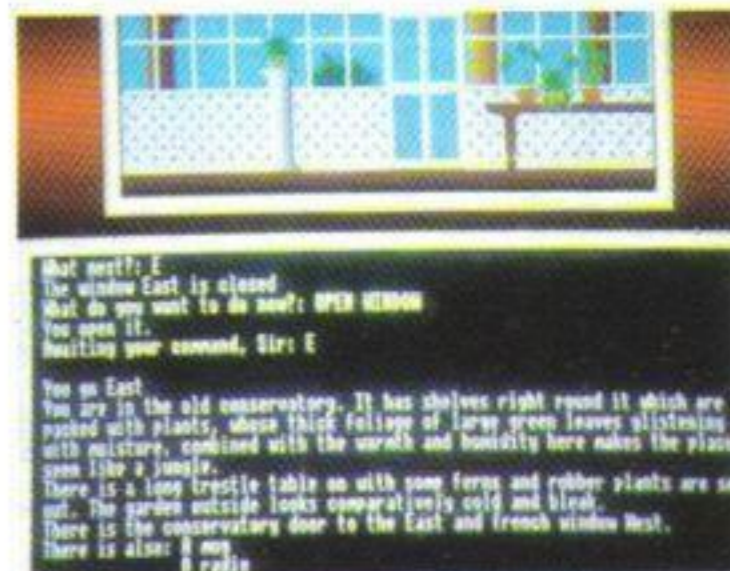 What next?: E
The window East is closed
What do you want to do now?: OPEN WINDOW
You open it.
Awaiting your command, Sir: E
You go East
You are in the old conservatory. It has shelves right round it which are
packed with plants, whose thick foliage of large green leaves glistening
with moisture, combined with the warmth and humidity here makes the place
seem like a jungle.
There is a long trestle table on with some ferns and rubber plants are
out. The garden outside looks comparatively cold and bleak.
There is the conservatory door to the East and french window West.
There is also: A mug
A radio